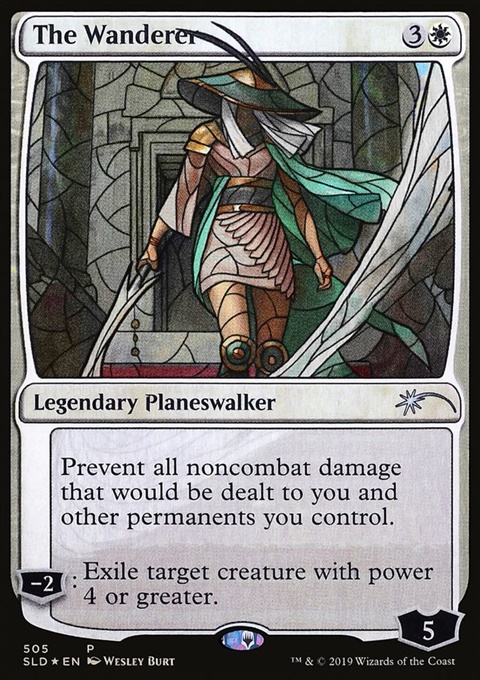 The Wanderer 3
Legendary Planeswalker
Prevent all noncombat damage
that would be dealt to you and
other permanents you control.
-2: Exile target creature with power
4 or greater.
5
505 P
SLD★EN Wesley Burt
™ & © 2019 Wizards of the Coast